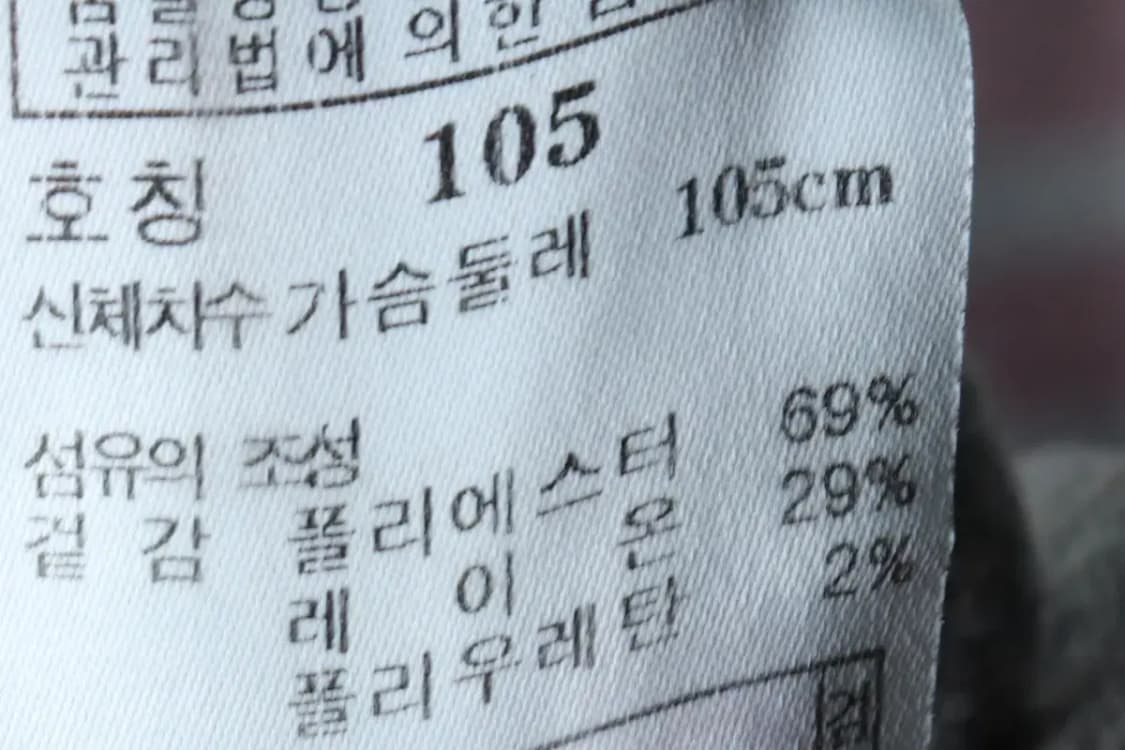 관리법에 의한
호칭 105
신체치수 가슴둘레 105cm
섬유의 조성
겉감 폴리에스터 69%
레이온 29%
폴리우레탄 2%